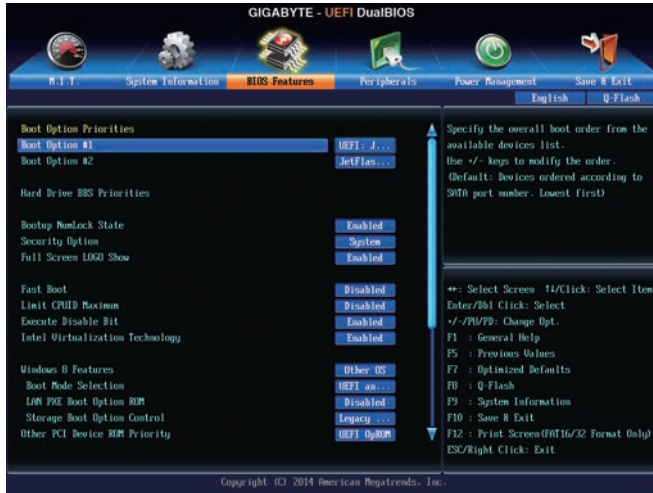 GIGABYTE - UEFI DualBIOS
M.I.T.
System Information
BIOS Features
Peripherals
Power Management
Save & Exit
English
Q-Flash
Boot Option Priorities
Boot Option #1 UEFI: J...
Boot Option #2 JetFlas...
Hard Drive BBS Priorities
Bootup NumLock State Enabled
Security Option System
Full Screen LOGO Show Enabled
Fast Boot Disabled
Limit CPUID Maximum Disabled
Execute Disable Bit Enabled
Intel Virtualization Technology Enabled
Windows 8 Features Other OS
Boot Mode Selection UEFI an...
LAN PXE Boot Option ROM Disabled
Storage Boot Option Control Legacy ...
Other PCI Device ROM Priority UEFI OpROM
Specify the overall boot order from the
available devices list.
Use +/- keys to modify the order.
(Default: Devices ordered according to
SATA port number. Lowest first)
↔: Select Screen ↑↓/Click: Select Item
Enter/Dbl Click: Select
+/-/PU/PD: Change Opt.
F1 : General Help
F5 : Previous Values
F7 : Optimized Defaults
F8 : Q-Flash
F9 : System Information
F10 : Save & Exit
F12 : Print Screen(FAT16/32 Format Only)
ESC/Right Click: Exit
Copyright (C) 2014 American Megatrends, Inc.